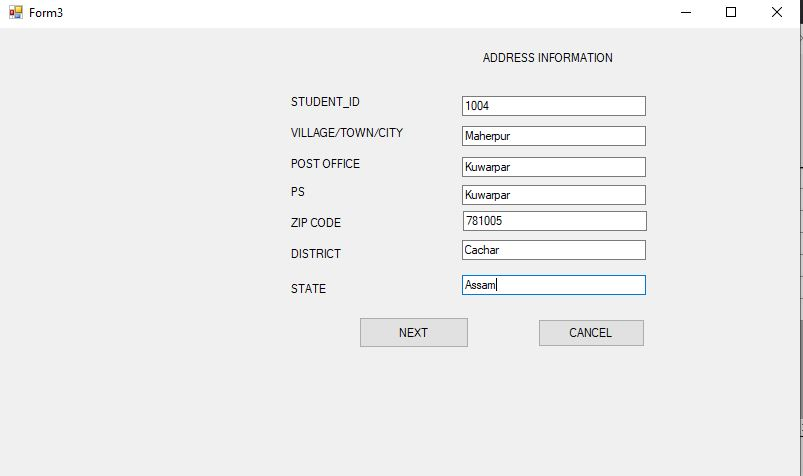 Form3
ADDRESS INFORMATION
STUDENT_ID 1004
VILLAGE/TOWN/CITY Maherpur
POST OFFICE Kuwarpar
PS Kuwarpar
ZIP CODE 781005
DISTRICT Cachar
STATE Assam
NEXT CANCEL